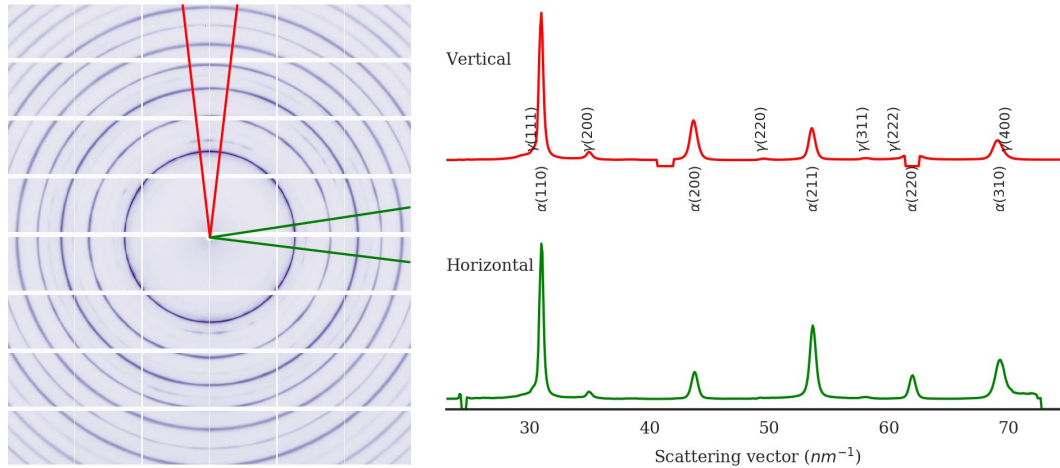 Vertical
γ(111)
γ(200)
γ(220)
γ(311)
γ(222)
γ(400)
α(110)
α(200)
α(211)
α(220)
α(310)
Horizontal
30 40 50 60 70
Scattering vector (nm⁻¹)